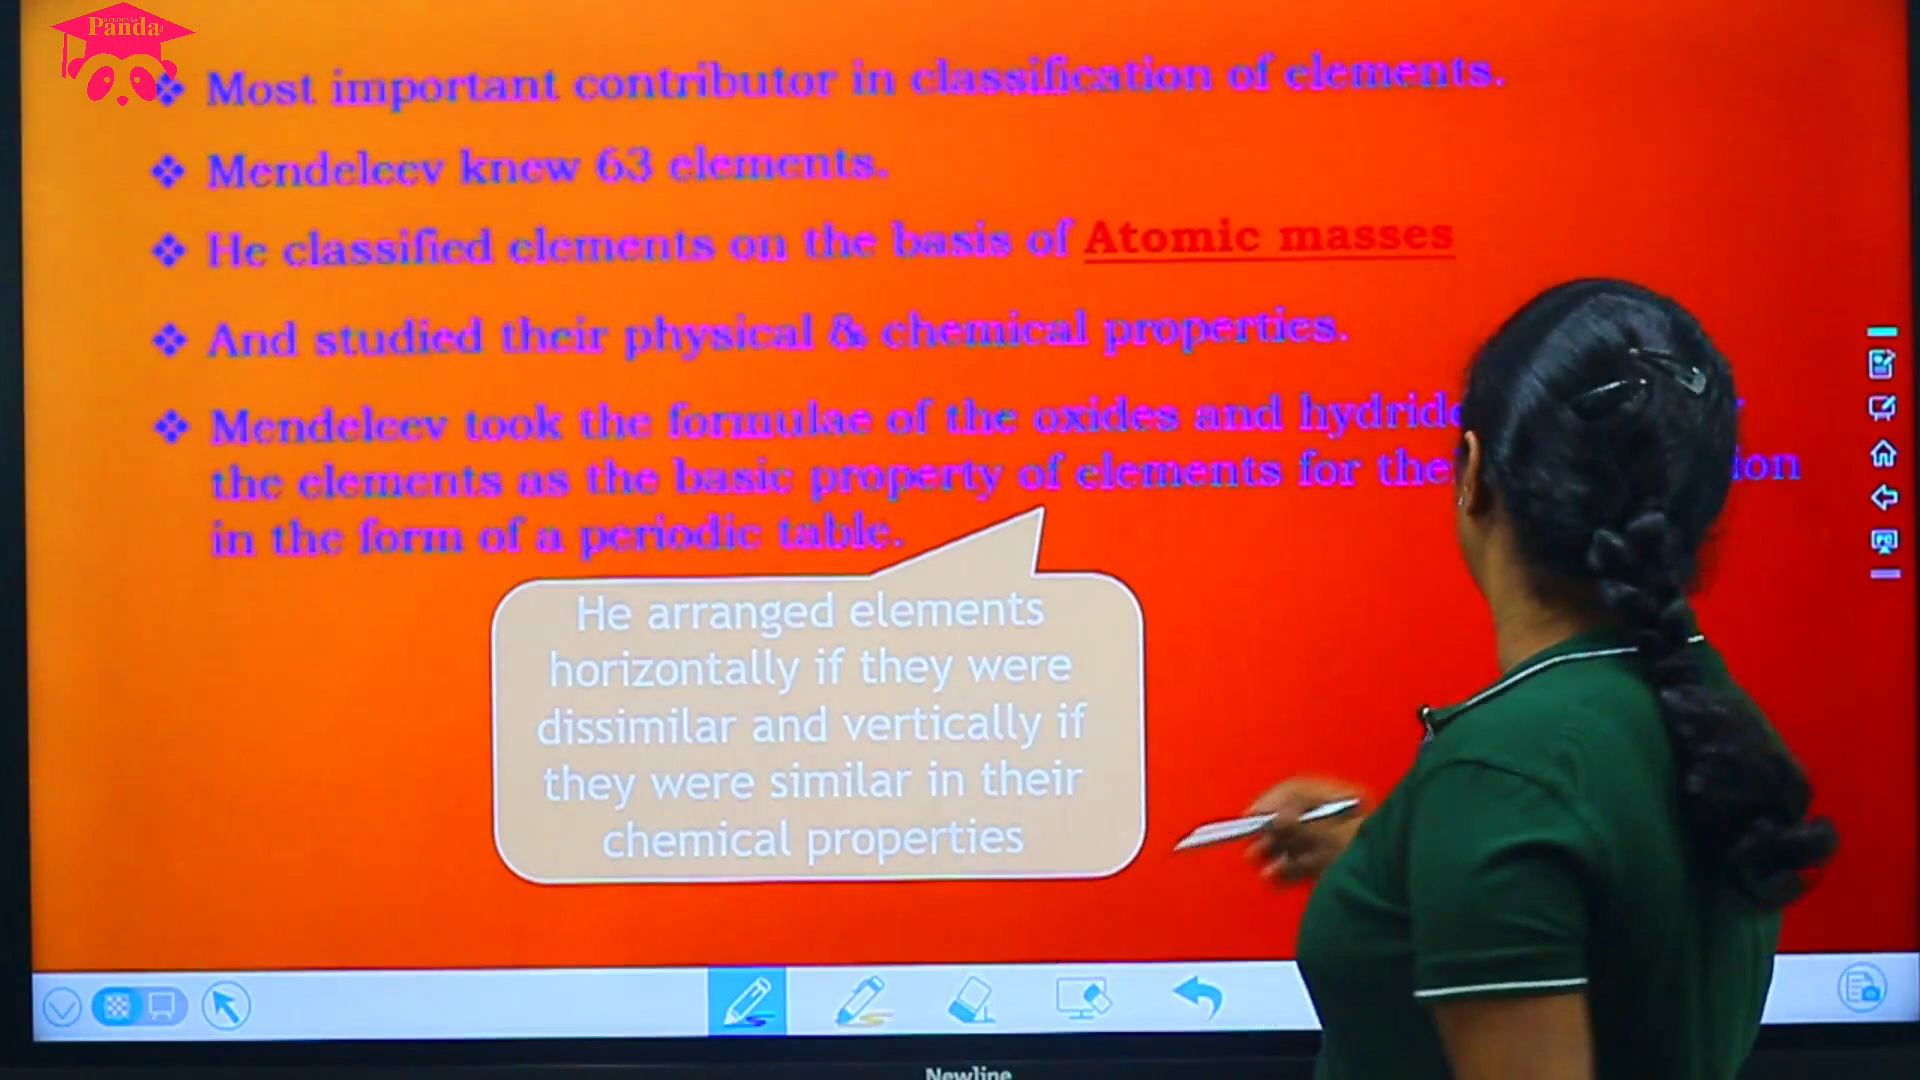 Panda
Most important contributor in classification of elements.
Mendeleev knew 63 elements.
He classified elements on the basis of Atomic masses
And studied their physical & chemical properties.
Mendeleev took the formulae of the oxides and
the elements as the basic property of elements for
in the form of a periodic table.
He arranged elements
horizontally if they were
dissimilar and vertically if
they were similar in their
chemical properties
PC
Newline